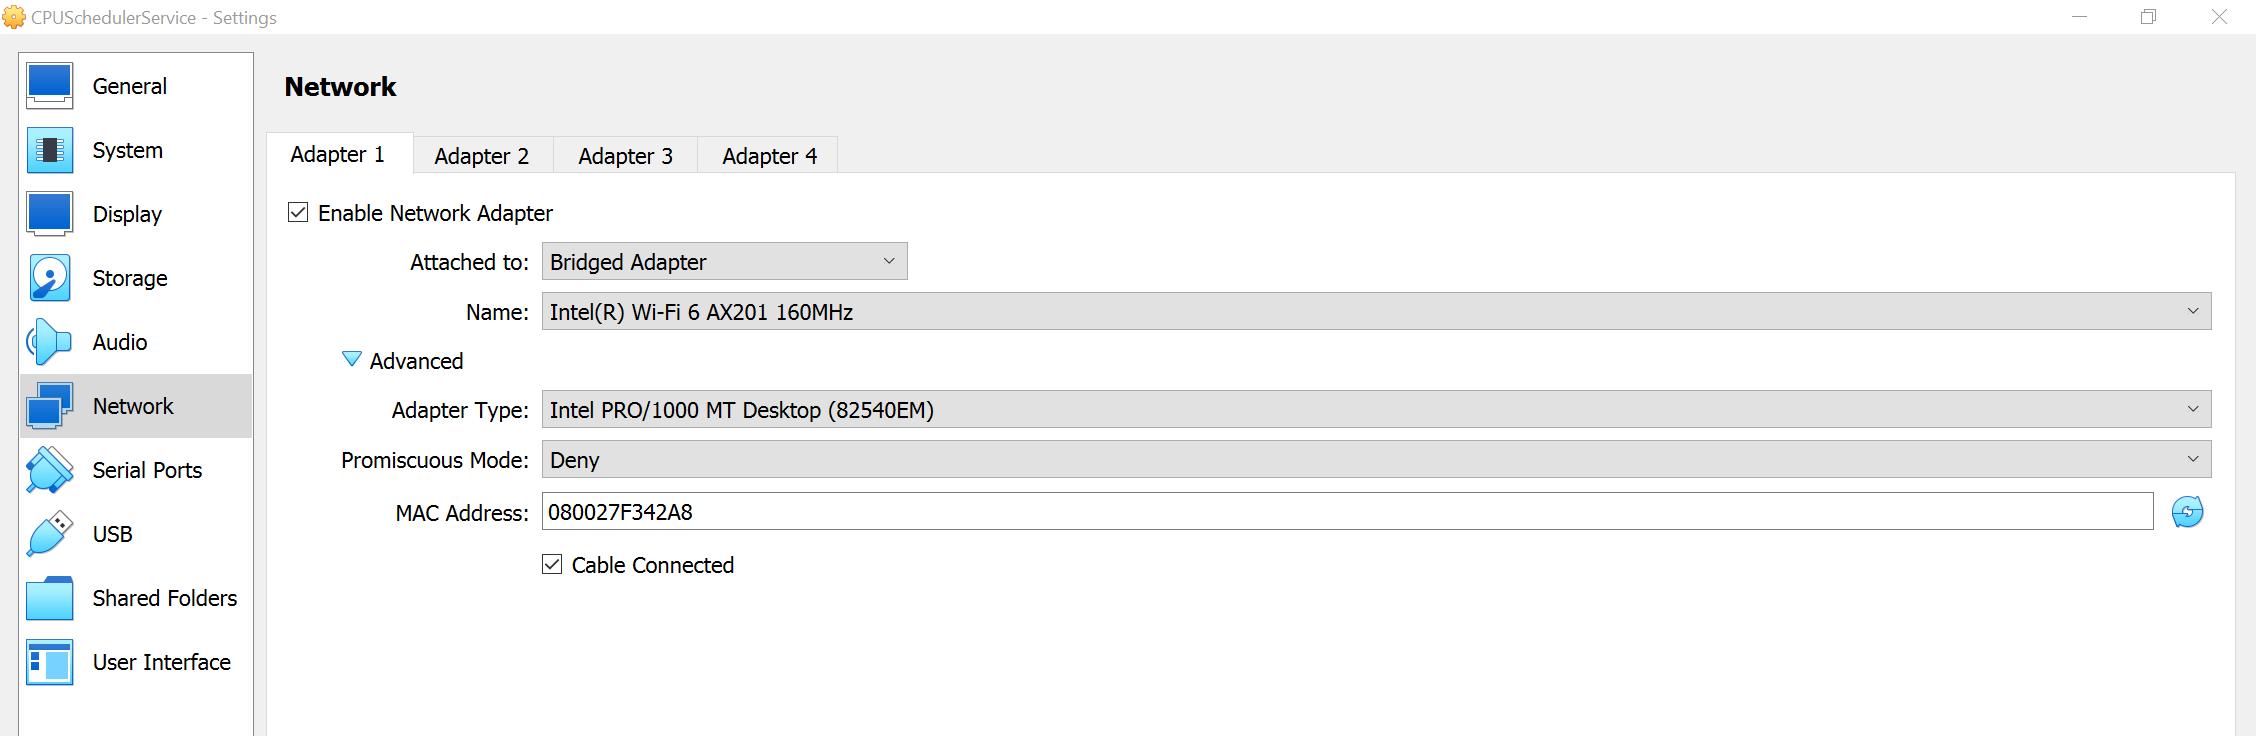 CPUSchedulerService - Settings
General
System
Display
Storage
Audio
Network
Serial Ports
USB
Shared Folders
User Interface
Network
Adapter 1
Adapter 2
Adapter 3
Adapter 4
Enable Network Adapter
Attached to: Bridged Adapter
Name: Intel(R) Wi-Fi 6 AX201 160MHz
Advanced
Adapter Type: Intel PRO/1000 MT Desktop (82540EM)
Promiscuous Mode: Deny
MAC Address: 080027F342A8
Cable Connected